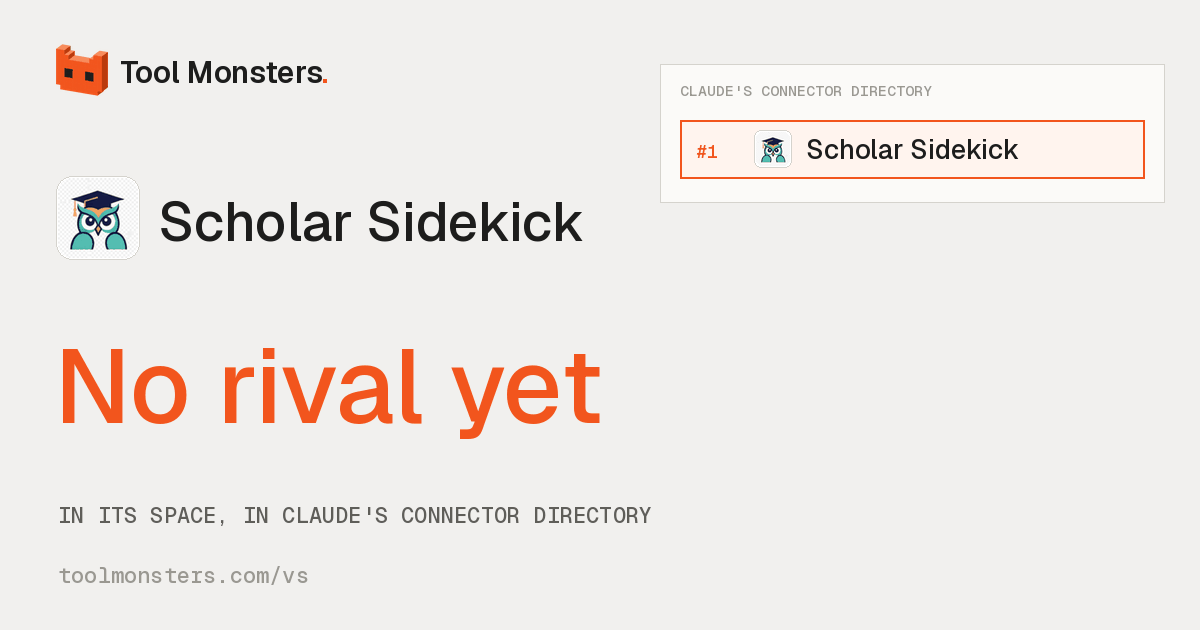 Tool Monsters.
CLAUDE'S CONNECTOR DIRECTORY
#1 Scholar Sidekick
Scholar Sidekick
No rival yet
IN ITS SPACE, IN CLAUDE'S CONNECTOR DIRECTORY
toolmonsters.com/vs